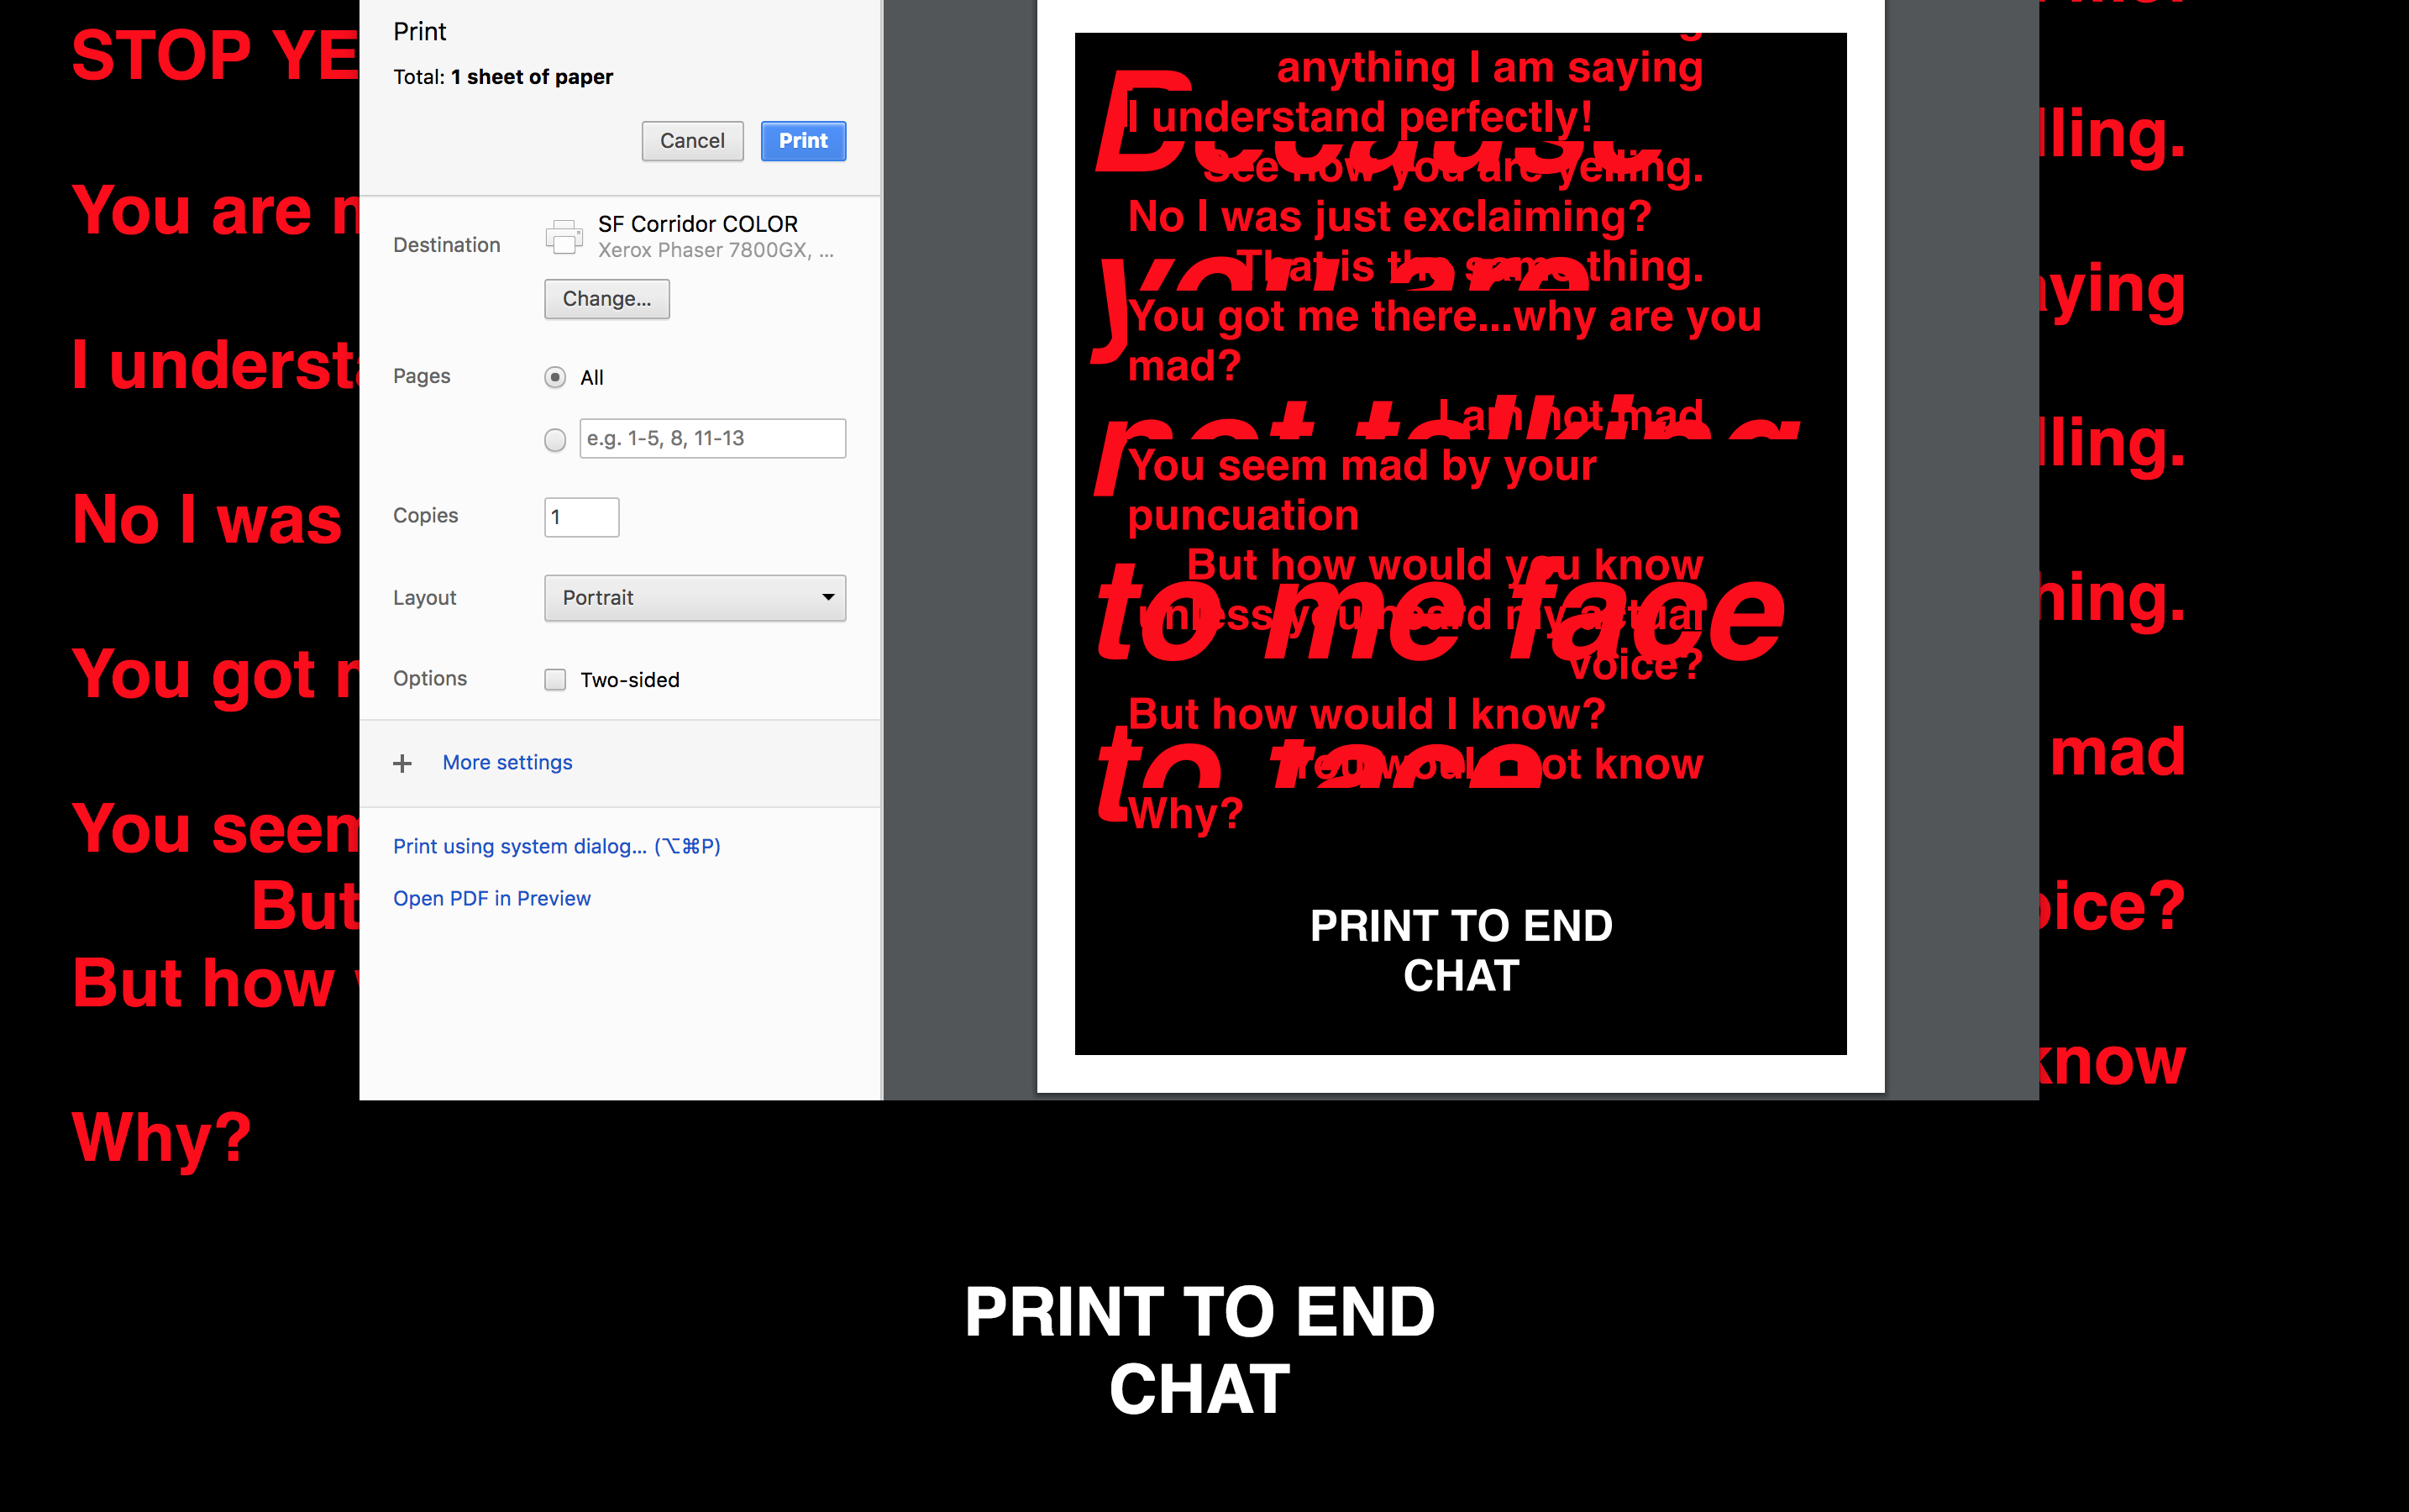 STOP YE
You are m
I understa
No I was
You got m
You seem
But
But how w
Why?
Print
Total: 1 sheet of paper
Cancel
Print
Destination
SF Corridor COLOR
Xerox Phaser 7800GX, ...
Change...
Pages
All
e.g. 1-5, 8, 11-13
Copies
1
Layout
Portrait
Options
Two-sided
+ More settings
Print using system dialog... (⌥⌘P)
Open PDF in Preview
anything I am saying
I understand perfectly!
Because
See how you are yelling.
No I was just exclaiming?
you are
That is the same thing.
You got me there...why are you
mad?
not talking
I am not mad
You seem mad by your
puncuation
But how would you know
to me face
unless you heard my actual
voice?
But how would I know?
to face
You would not know
Why?
PRINT TO END
CHAT
lling.
ying
lling.
hing.
mad
oice?
know
PRINT TO END
CHAT